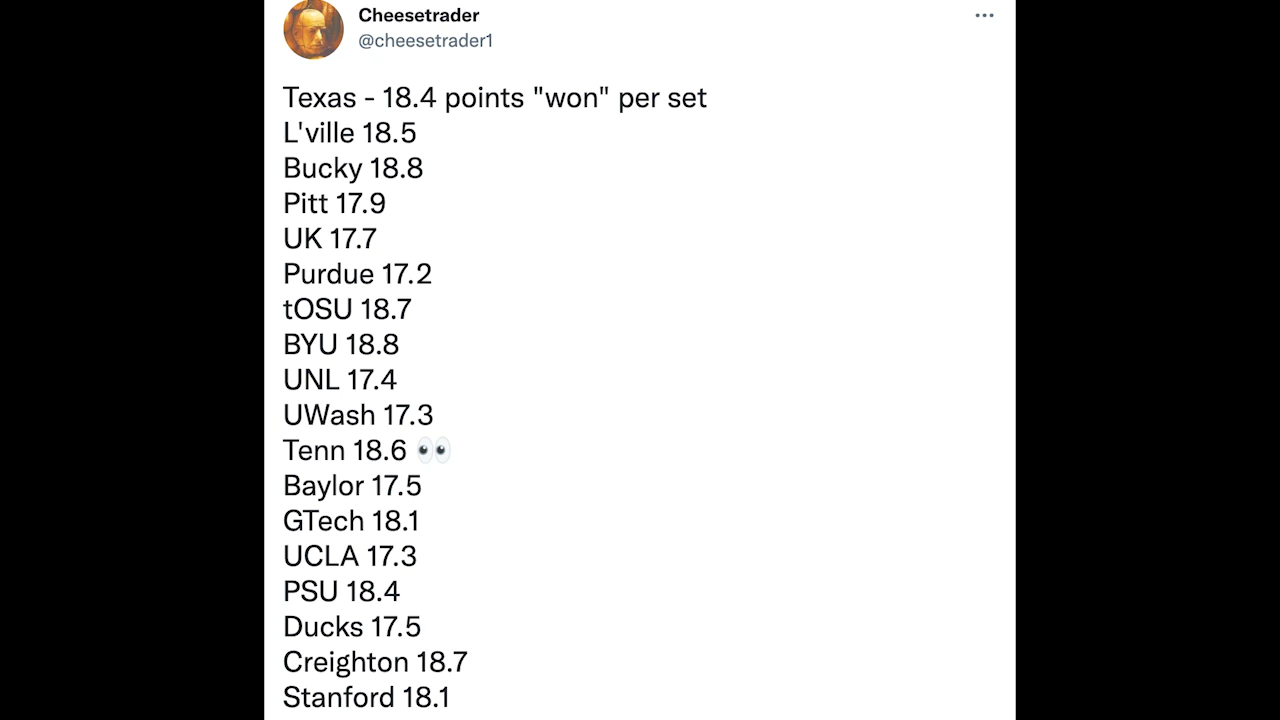 Cheesetrader
@cheesetrader1
Texas - 18.4 points "won" per set
L'ville 18.5
Bucky 18.8
Pitt 17.9
UK 17.7
Purdue 17.2
tOSU 18.7
BYU 18.8
UNL 17.4
UWash 17.3
Tenn 18.6 👀
Baylor 17.5
GTech 18.1
UCLA 17.3
PSU 18.4
Ducks 17.5
Creighton 18.7
Stanford 18.1